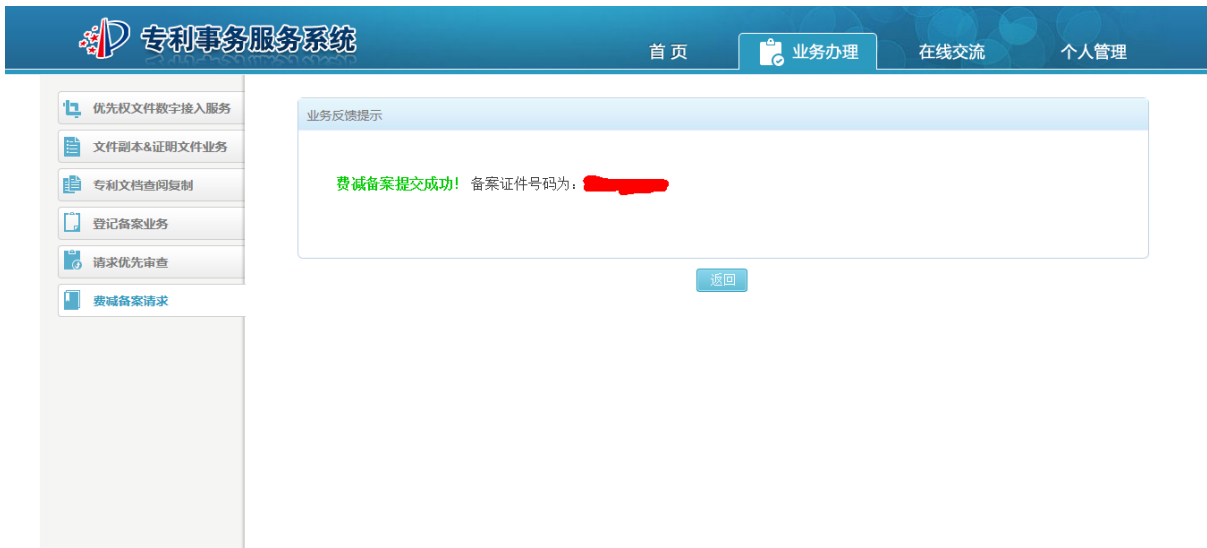 专利事务服务系统
首 页
业务办理
在线交流
个人管理
优先权文件数字接入服务
文件副本&证明文件业务
专利文档查阅复制
登记备案业务
请求优先审查
费减备案请求
业务反馈提示
费减备案提交成功！ 备案证件号码为：
返回